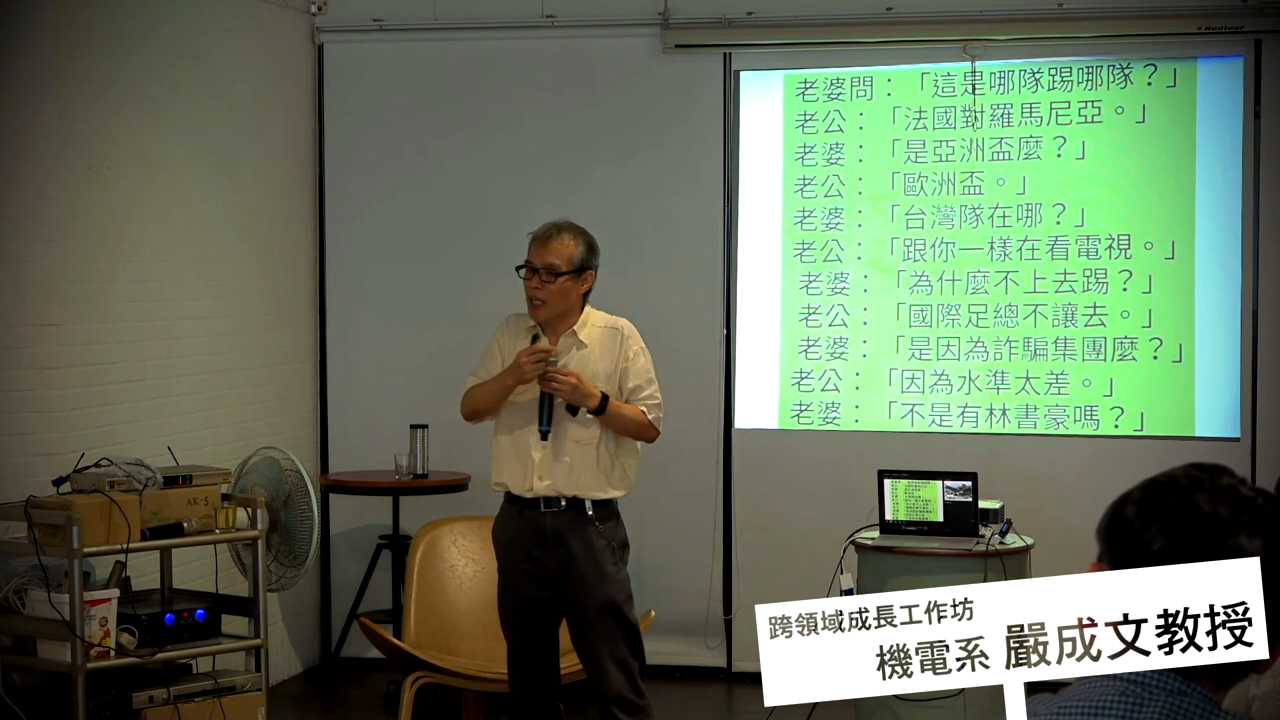 Radical
老婆問：「這是哪隊踢哪隊？」
老公：「法國對羅馬尼亞。」
老婆：「是亞洲盃麼？」
老公：「歐洲盃。」
老婆：「台灣隊在哪？」
老公：「跟你一樣在看電視。」
老婆：「為什麼不上去踢？」
老公：「國際足總不讓去。」
老婆：「是因為詐騙集團麼？」
老公：「因為水準太差。」
老婆：「不是有林書豪嗎？」
AK-5
跨領域成長工作坊
機電系 嚴成文教授